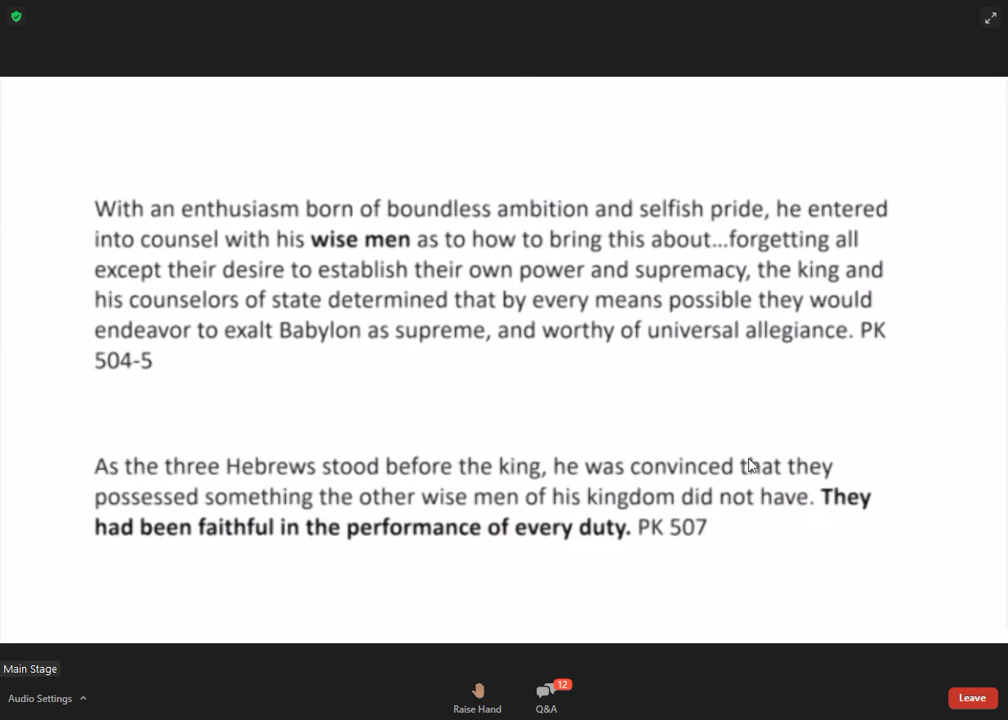 With an enthusiasm born of boundless ambition and selfish pride, he entered
into counsel with his wise men as to how to bring this about...forgetting all
except their desire to establish their own power and supremacy, the king and
his counselors of state determined that by every means possible they would
endeavor to exalt Babylon as supreme, and worthy of universal allegiance. PK
504-5
As the three Hebrews stood before the king, he was convinced that they
possessed something the other wise men of his kingdom did not have. They
had been faithful in the performance of every duty. PK 507
Main Stage
Audio Settings
Raise Hand
12
Q&A
Leave